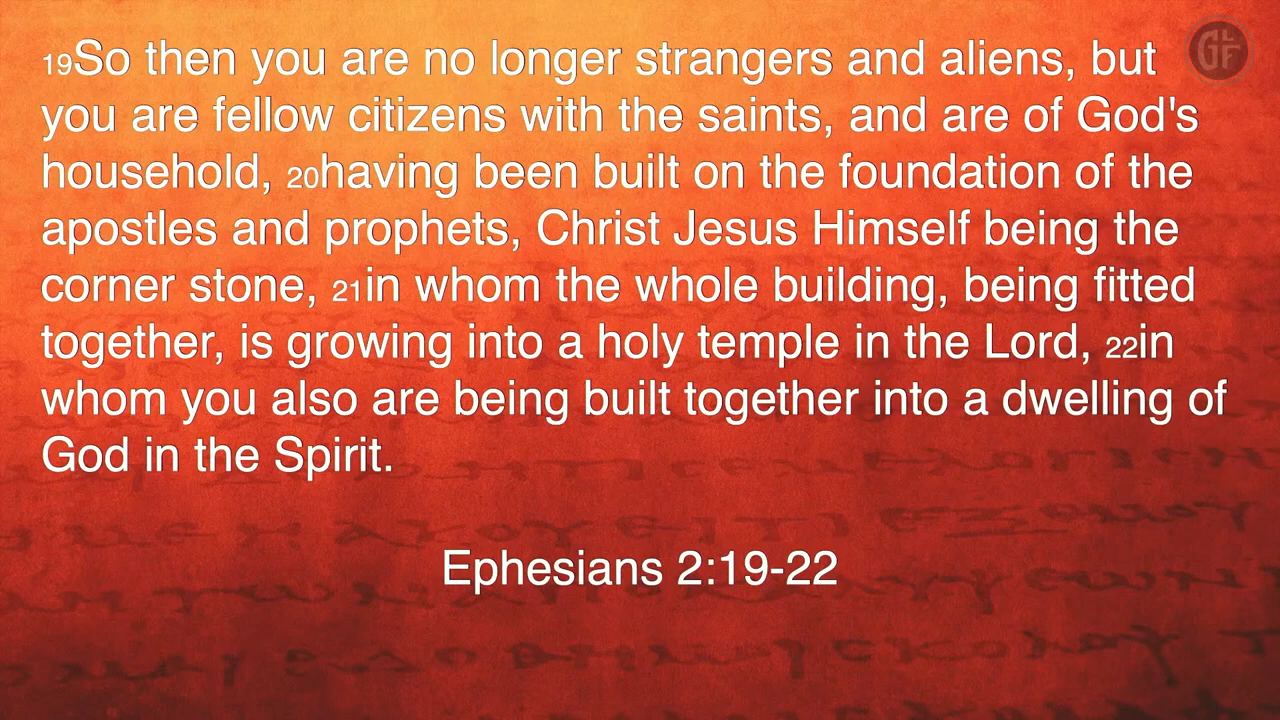 19So then you are no longer strangers and aliens, but
you are fellow citizens with the saints, and are of God's
household, 20having been built on the foundation of the
apostles and prophets, Christ Jesus Himself being the
corner stone, 21in whom the whole building, being fitted
together, is growing into a holy temple in the Lord, 22in
whom you also are being built together into a dwelling of
God in the Spirit.
Ephesians 2:19-22